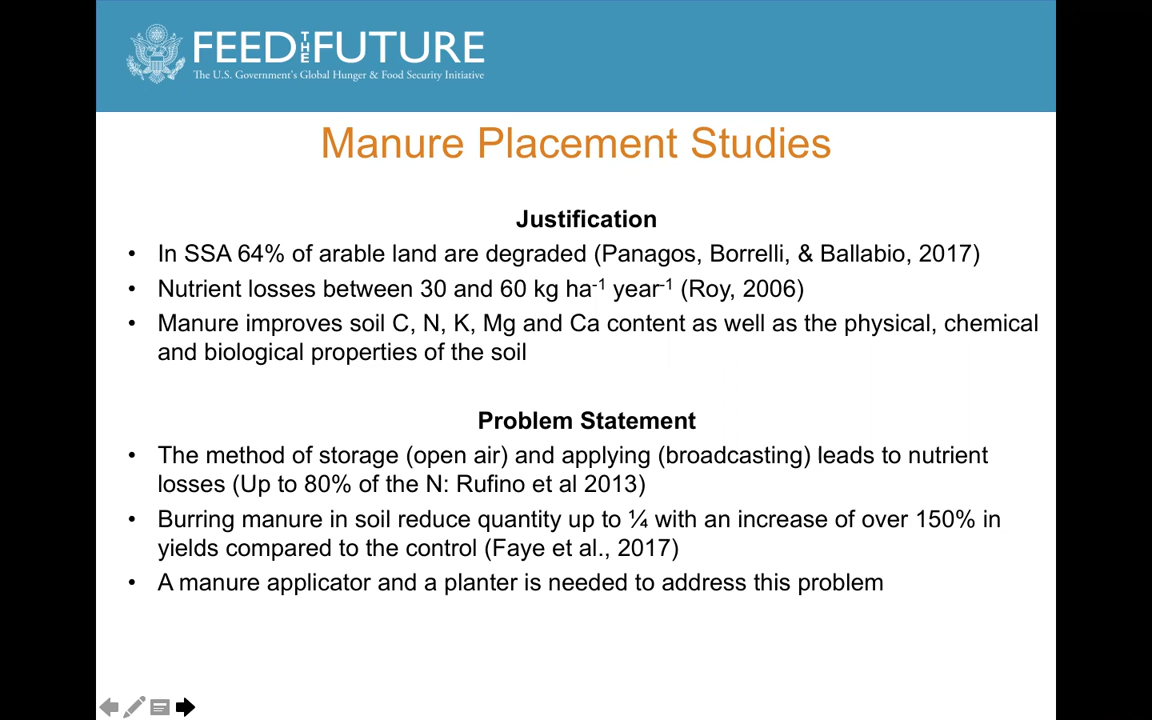 FEED THE FUTURE
The U.S. Government's Global Hunger & Food Security Initiative
Manure Placement Studies
Justification
• In SSA 64% of arable land are degraded (Panagos, Borrelli, & Ballabio, 2017)
• Nutrient losses between 30 and 60 kg ha⁻¹ year⁻¹ (Roy, 2006)
• Manure improves soil C, N, K, Mg and Ca content as well as the physical, chemical
and biological properties of the soil
Problem Statement
• The method of storage (open air) and applying (broadcasting) leads to nutrient
losses (Up to 80% of the N: Rufino et al 2013)
• Burring manure in soil reduce quantity up to ¼ with an increase of over 150% in
yields compared to the control (Faye et al., 2017)
• A manure applicator and a planter is needed to address this problem